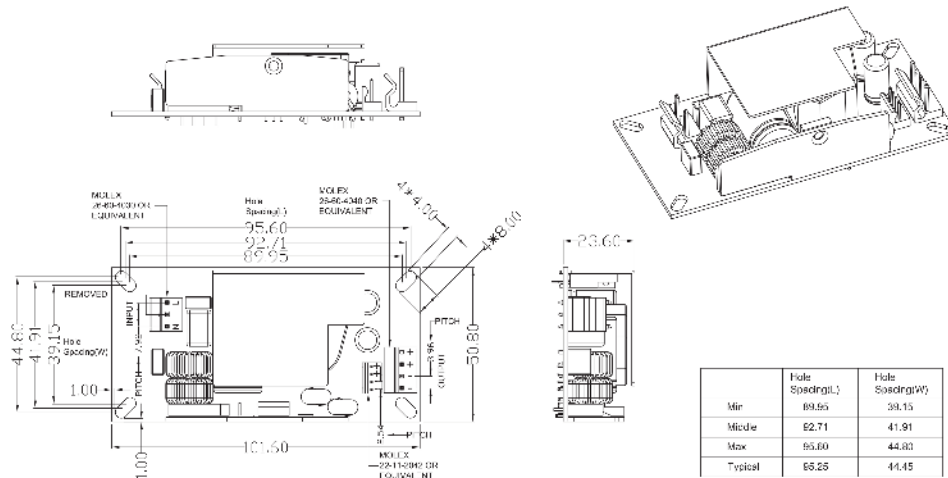 MOLEX
26-60-4030 OR
EQUIVALENT
Hole
Spacing(L)
95.60
92.71
89.95
MOLEX
26-60-4040 OR
EQUIVALENT
4*4.00
4*8.00
23.60
REMOVED
INPUT
L
N
44.80
41.91
39.15
Hole
Spacing(W)
1.00
PITCH
PITCH
3.96
OUTPUT
50.80
101.60
1.00
PITCH
MOLEX
22-11-2042 OR
EQUIVALENT
Hole Spacing(L)
Hole Spacing(W)
Min 89.95 39.15
Middle 92.71 41.91
Max 95.60 44.80
Typical 95.25 44.45